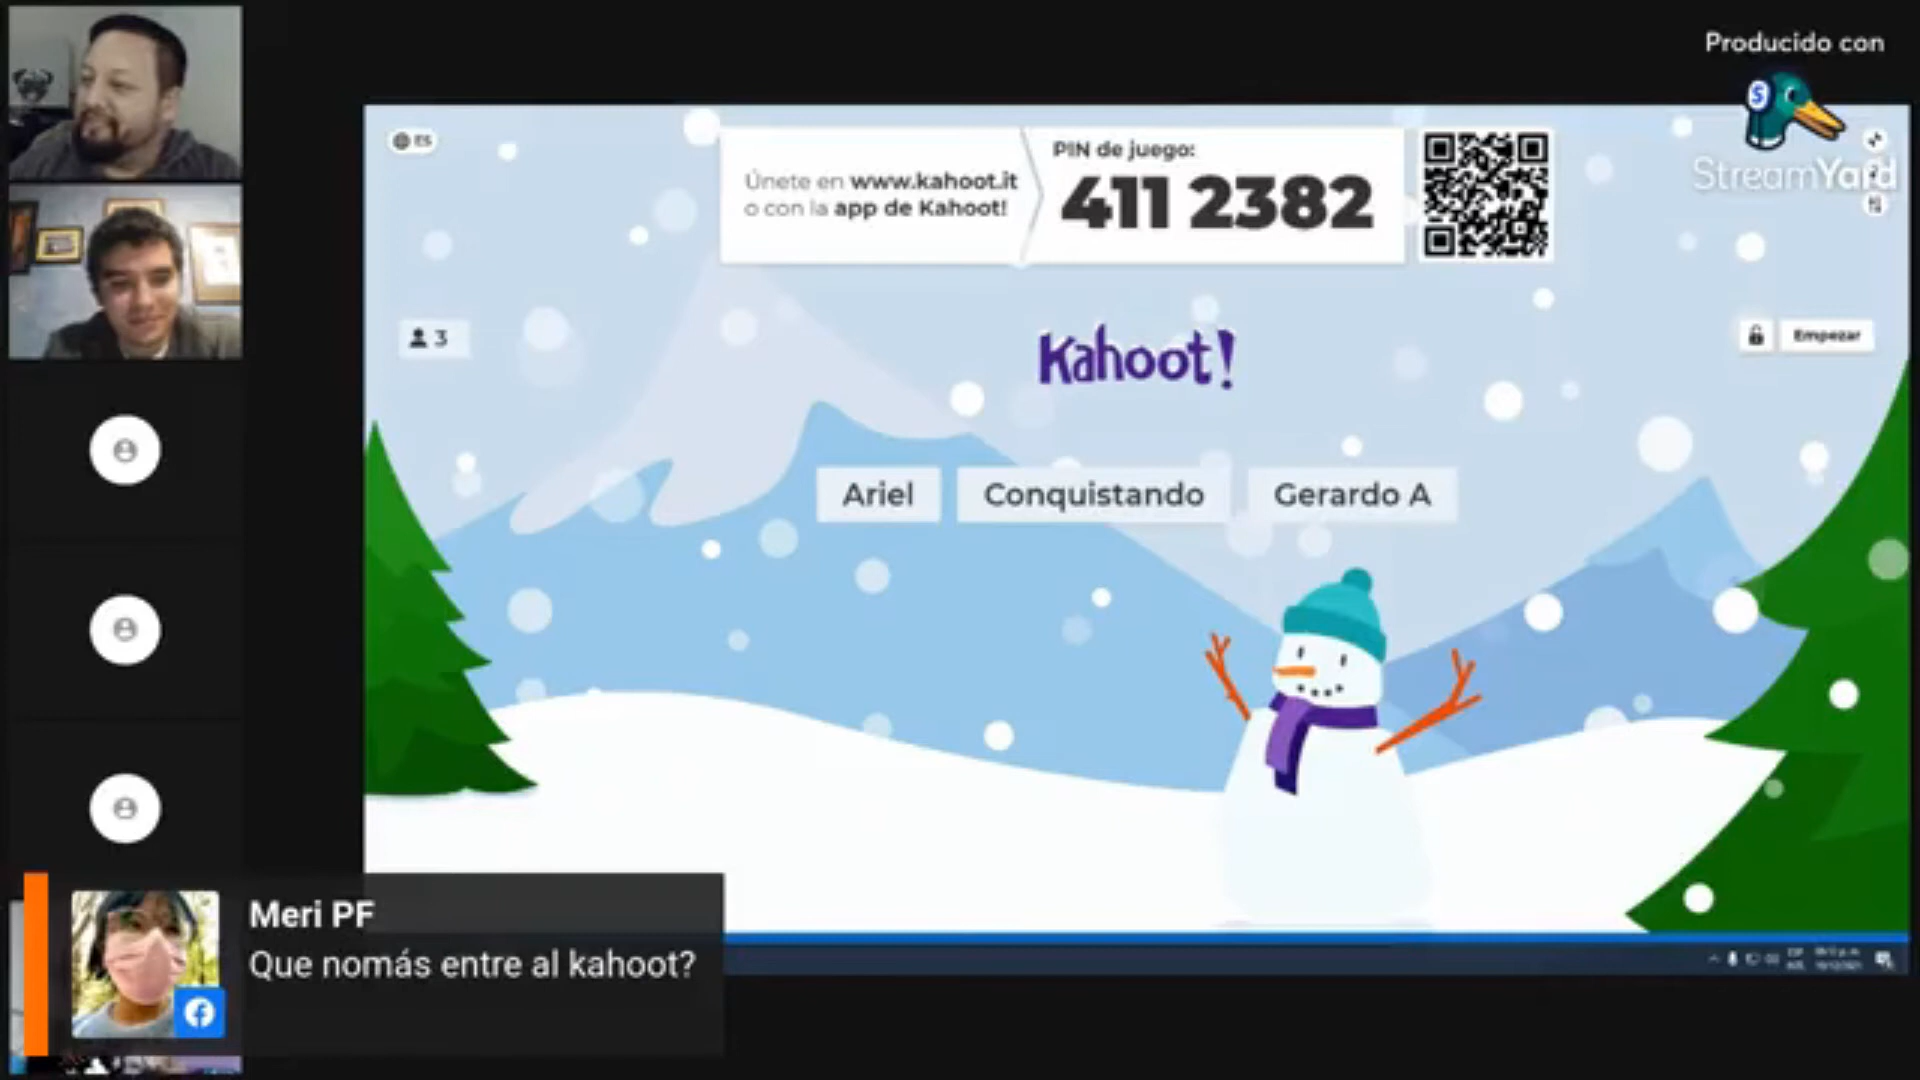 Producido con
StreamYard
ES
Únete en www.kahoot.it
o con la app de Kahoot!
PIN de juego:
411 2382
3
Kahoot!
Empezar
Ariel
Conquistando
Gerardo A
Meri PF
Que nomás entre al kahoot?